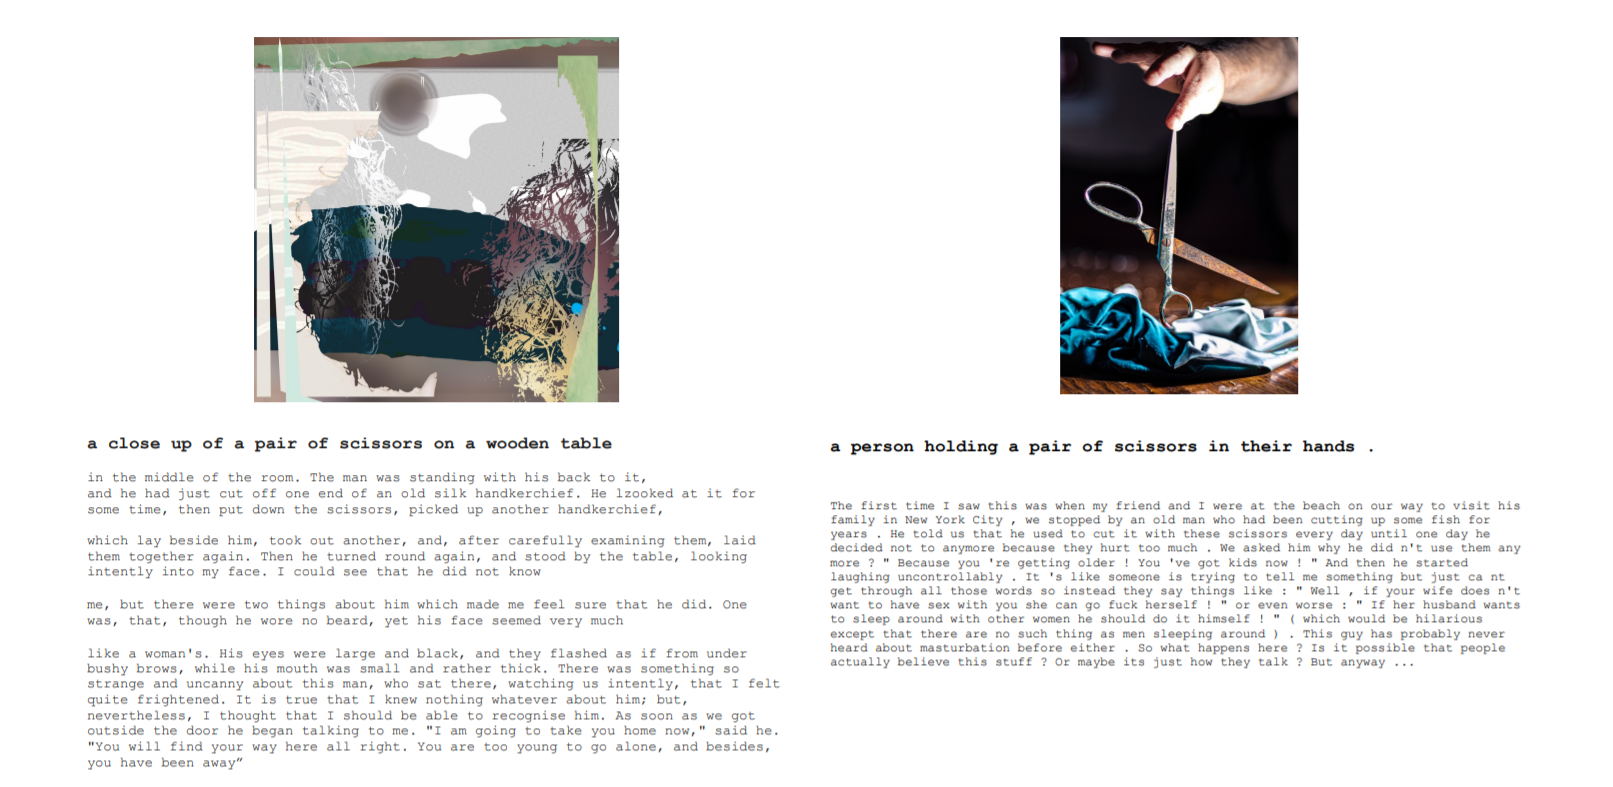 a close up of a pair of scissors on a wooden table
in the middle of the room. The man was standing with his back to it,
and he had just cut off one end of an old silk handkerchief. He lzooked at it for
some time, then put down the scissors, picked up another handkerchief,
which lay beside him, took out another, and, after carefully examining them, laid
them together again. Then he turned round again, and stood by the table, looking
intently into my face. I could see that he did not know
me, but there were two things about him which made me feel sure that he did. One
was, that, though he wore no beard, yet his face seemed very much
like a woman's. His eyes were large and black, and they flashed as if from under
bushy brows, while his mouth was small and rather thick. There was something so
strange and uncanny about this man, who sat there, watching us intently, that I felt
quite frightened. It is true that I knew nothing whatever about him; but,
nevertheless, I thought that I should be able to recognise him. As soon as we got
outside the door he began talking to me. "I am going to take you home now," said he.
"You will find your way here all right. You are too young to go alone, and besides,
you have been away”
a person holding a pair of scissors in their hands .
The first time I saw this was when my friend and I were at the beach on our way to visit his
family in New York City , we stopped by an old man who had been cutting up some fish for
years . He told us that he used to cut it with these scissors every day until one day he
decided not to anymore because they hurt too much . We asked him why he did n't use them any
more ? " Because you 're getting older ! You 've got kids now ! " And then he started
laughing uncontrollably . It 's like someone is trying to tell me something but just ca nt
get through all those words so instead they say things like : " Well , if your wife does n't
want to have sex with you she can go fuck herself ! " or even worse : " If her husband wants
to sleep around with other women he should do it himself ! " ( which would be hilarious
except that there are no such thing as men sleeping around ) . This guy has probably never
heard about masturbation before either . So what happens here ? Is it possible that people
actually believe this stuff ? Or maybe its just how they talk ? But anyway ...